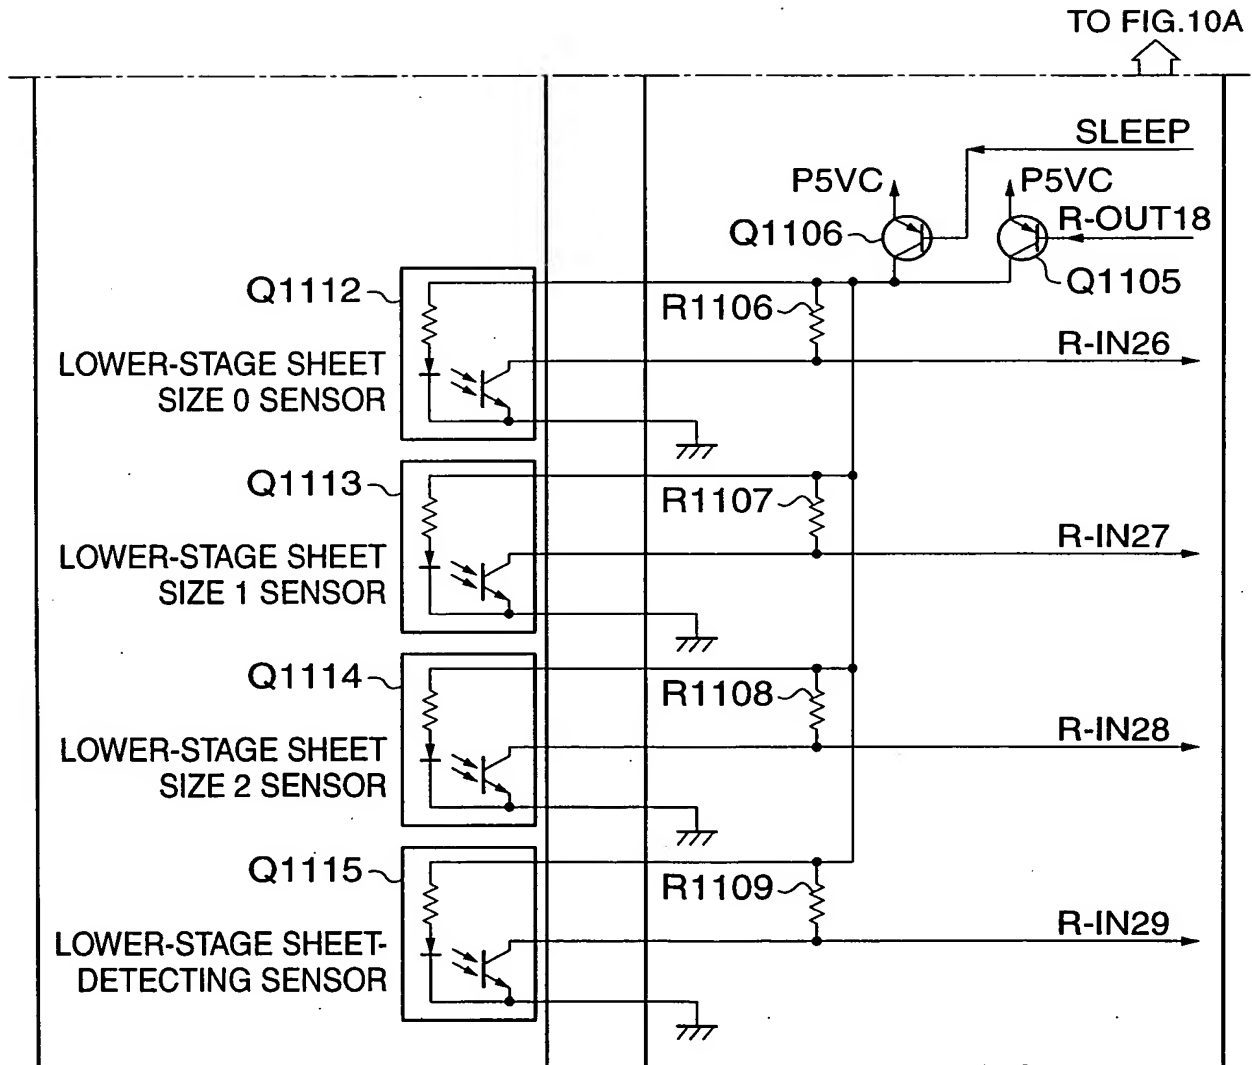 TO FIG.10A
SLEEP
P5VC
P5VC
R-OUT18
Q1106
Q1105
Q1112
R1106
R-IN26
LOWER-STAGE SHEET
SIZE 0 SENSOR
Q1113
R1107
R-IN27
LOWER-STAGE SHEET
SIZE 1 SENSOR
Q1114
R1108
R-IN28
LOWER-STAGE SHEET
SIZE 2 SENSOR
Q1115
R1109
R-IN29
LOWER-STAGE SHEET-
DETECTING SENSOR